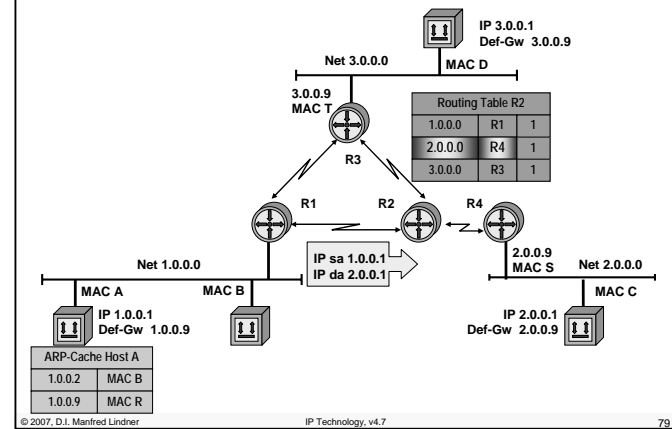 IP 3.0.0.1
Def-Gw 3.0.0.9
Net 3.0.0.0
MAC D
3.0.0.9
MAC T
Routing Table R2
1.0.0.0 R1 1
2.0.0.0 R4 1
3.0.0.0 R3 1
R3
R1
R2
R4
IP sa 1.0.0.1
IP da 2.0.0.1
2.0.0.9
MAC S
Net 2.0.0.0
Net 1.0.0.0
MAC A
MAC B
MAC C
IP 1.0.0.1
Def-Gw 1.0.0.9
IP 2.0.0.1
Def-Gw 2.0.0.9
ARP-Cache Host A
1.0.0.2 MAC B
1.0.0.9 MAC R
© 2007, D.I. Manfred Lindner
IP Technology, v4.7
79